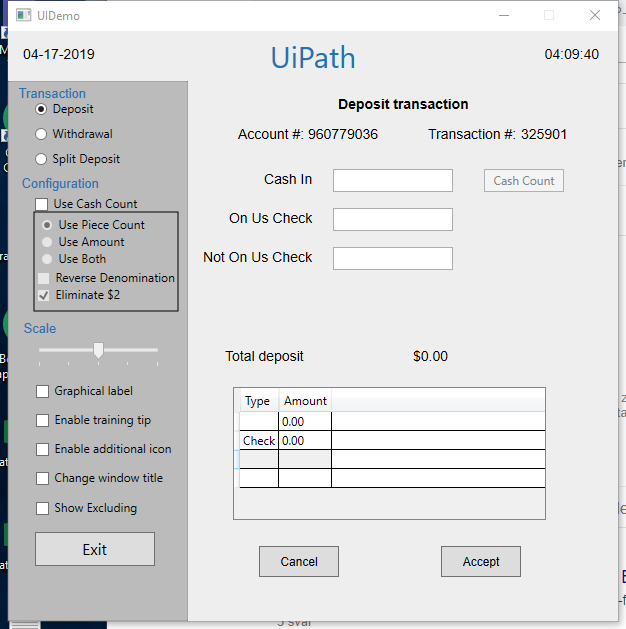 UIDemo
04-17-2019
UiPath
04:09:40
Transaction
Deposit
Withdrawal
Split Deposit
Configuration
Use Cash Count
Use Piece Count
Use Amount
Use Both
Reverse Denomination
Eliminate $2
Scale
Graphical label
Enable training tip
Enable additional icon
Change window title
Show Excluding
Exit
Deposit transaction
Account #: 960779036 Transaction #: 325901
Cash In
Cash Count
On Us Check
Not On Us Check
Total deposit $0.00
Type Amount
0.00
Check 0.00
Cancel Accept